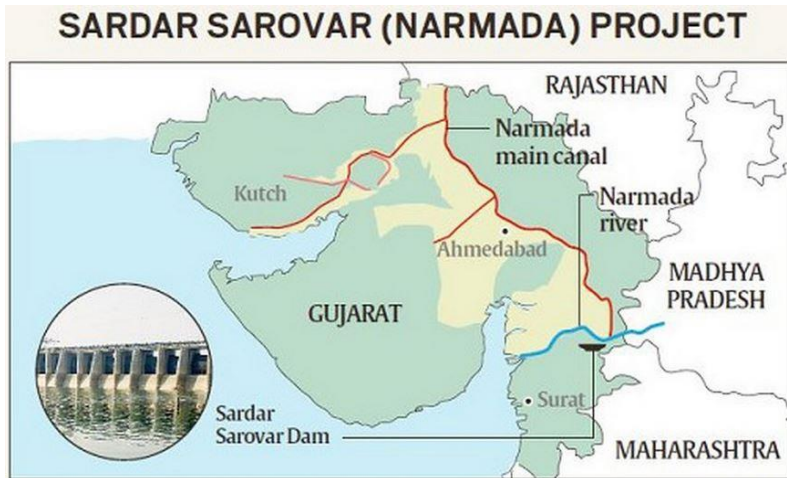 SARDAR SAROVAR (NARMADA) PROJECT
RAJASTHAN
Narmada
main canal
Kutch
Narmada
river
Ahmedabad
MADHYA
PRADESH
GUJARAT
Sardar
Sarovar Dam
Surat
MAHARASHTRA